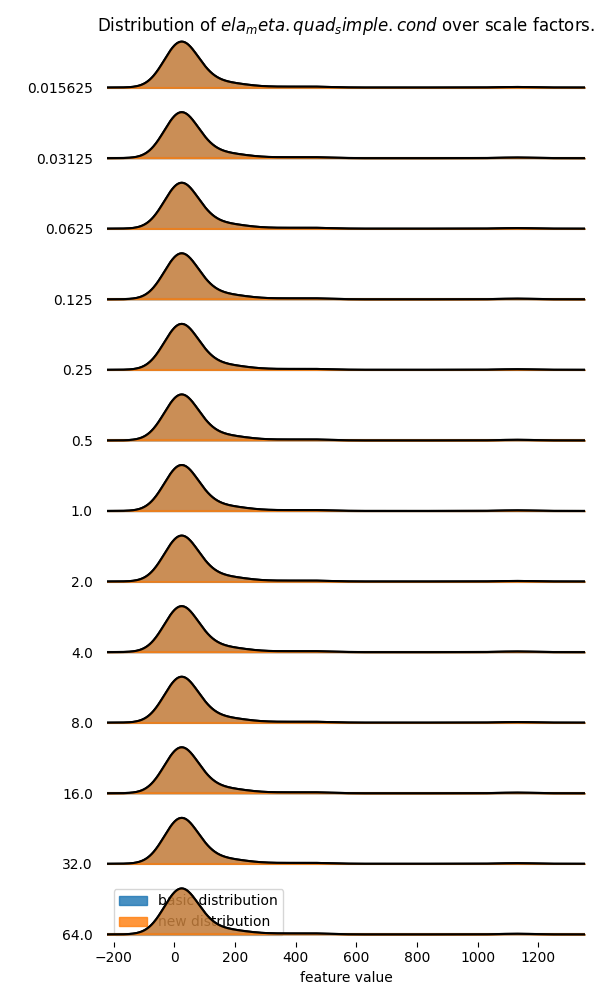 Distribution of elaₘeta.quadₛimple.cond over scale factors.
0.015625
0.03125
0.0625
0.125
0.25
0.5
1.0
2.0
4.0
8.0
16.0
32.0
basic distribution
new distribution
64.0
−200 0 200 400 600 800 1000 1200
feature value